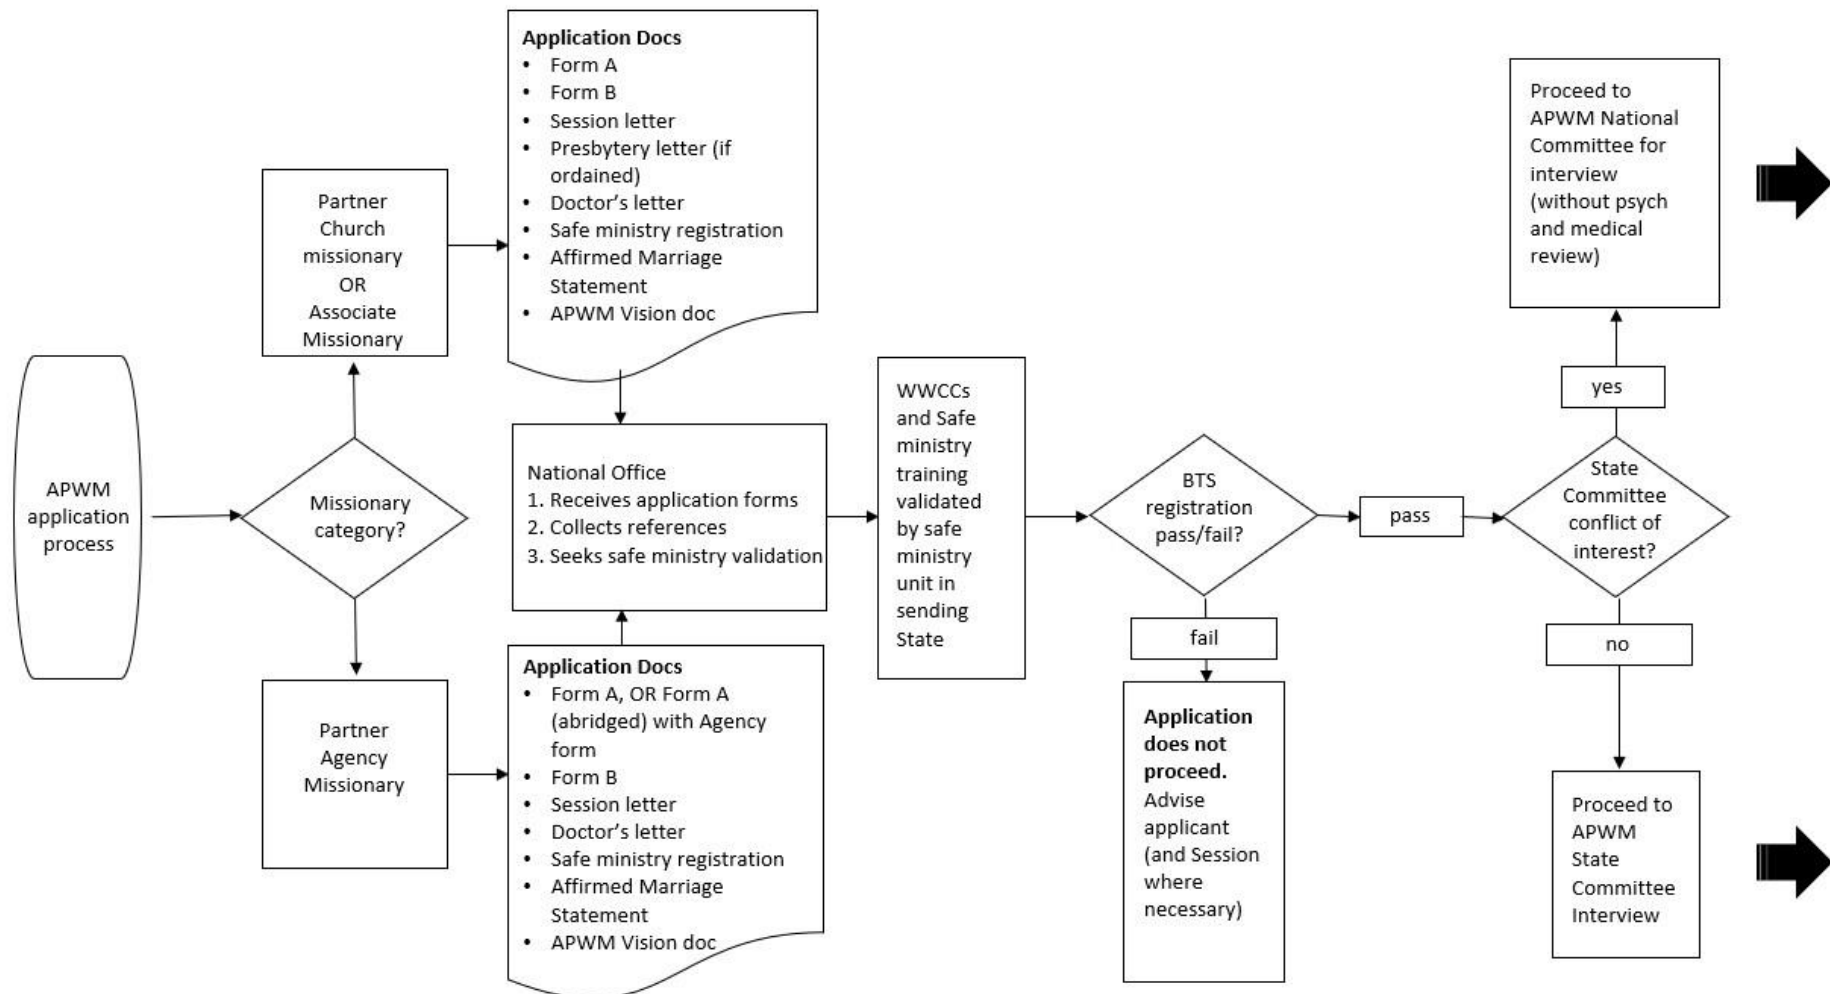 APWM
application
process
Missionary
category?
Partner
Church
missionary
OR
Associate
Missionary
Partner
Agency
Missionary
Application Docs
• Form A
• Form B
• Session letter
• Presbytery letter (if
ordained)
• Doctor’s letter
• Safe ministry registration
• Affirmed Marriage
Statement
• APWM Vision doc
National Office
1. Receives application forms
2. Collects references
3. Seeks safe ministry validation
Application Docs
• Form A, OR Form A
(abridged) with Agency
form
• Form B
• Session letter
• Doctor’s letter
• Safe ministry registration
• Affirmed Marriage
Statement
• APWM Vision doc
WWCCs
and Safe
ministry
training
validated
by safe
ministry
unit in
sending
State
BTS
registration
pass/fail?
pass
fail
Application
does not
proceed.
Advise
applicant
(and Session
where
necessary)
State
Committee
conflict of
interest?
yes
Proceed to
APWM National
Committee for
interview
(without psych
and medical
review)
no
Proceed to
APWM
State
Committee
Interview